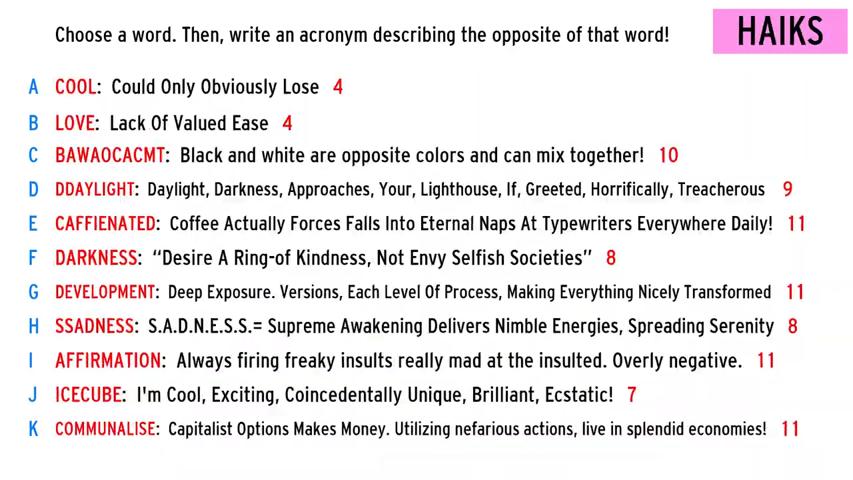 Choose a word. Then, write an acronym describing the opposite of that word!
HAIKS
A COOL: Could Only Obviously Lose 4
B LOVE: Lack Of Valued Ease 4
C BAWAOCACMT: Black and white are opposite colors and can mix together! 10
D DDAYLIGHT: Daylight, Darkness, Approaches, Your, Lighthouse, If, Greeted, Horrifically, Treacherous 9
E CAFFIENATED: Coffee Actually Forces Falls Into Eternal Naps At Typewriters Everywhere Daily! 11
F DARKNESS: “Desire A Ring-of Kindness, Not Envy Selfish Societies” 8
G DEVELOPMENT: Deep Exposure. Versions, Each Level Of Process, Making Everything Nicely Transformed 11
H SSADNESS: S.A.D.N.E.S.S.= Supreme Awakening Delivers Nimble Energies, Spreading Serenity 8
I AFFIRMATION: Always firing freaky insults really mad at the insulted. Overly negative. 11
J ICECUBE: I'm Cool, Exciting, Coincedentally Unique, Brilliant, Ecstatic! 7
K COMMUNALISE: Capitalist Options Makes Money. Utilizing nefarious actions, live in splendid economies! 11